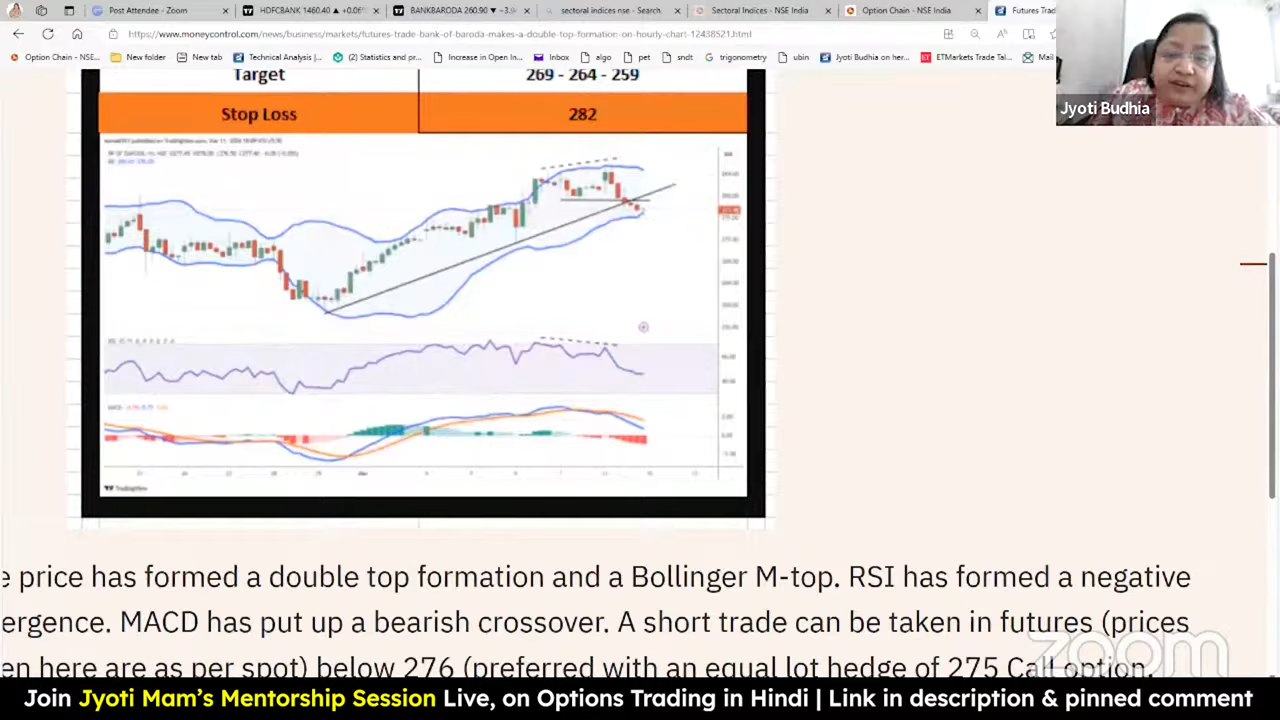 Post Attendee - Zoom
HDFCBANK 1460.40 ▲ +0.06
BANKBARODA 260.90 ▼ −3.
sectoral indices nse - Search
Sectoral Indices - NSE India
Option Chain - NSE India
Futures Trad
https://www.moneycontrol.com/news/business/markets/futures-trade-bank-of-baroda-makes-a-double-top-formation-on-hourly-chart-12438521.html
Option Chain - NSE...
New folder
New tab
Technical Analysis |...
(2) Statistics and pr...
Increase in Open In...
Inbox
algo
pet
sndt
trigonometry
ubin
Jyoti Budhia on her...
ETMarkets Trade Tal...
Mai
Jyoti Budhia
Target 269 - 264 - 259
Stop Loss 282
MACD
TradingView
e price has formed a double top formation and a Bollinger M-top. RSI has formed a negative
ergence. MACD has put up a bearish crossover. A short trade can be taken in futures (prices
en here are as per spot) below 276 (preferred with an equal lot hedge of 275 Call option.
zoom
Join Jyoti Mam's Mentorship Session Live, on Options Trading in Hindi | Link in description & pinned comment